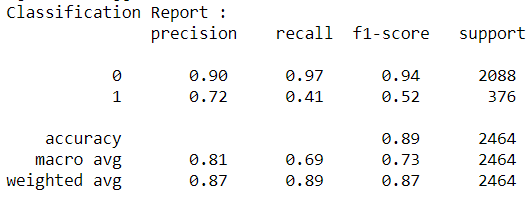 Classification Report :
precision recall f1-score support
0 0.90 0.97 0.94 2088
1 0.72 0.41 0.52 376
accuracy 0.89 2464
macro avg 0.81 0.69 0.73 2464
weighted avg 0.87 0.89 0.87 2464